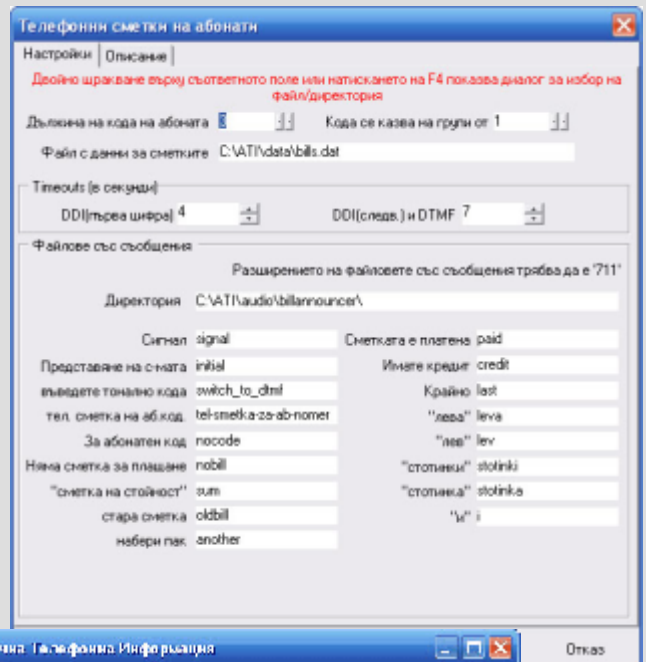 Телефонни сметки на абонати
Настройки Описание
Двойно щракване върху съответното поле или натискането на F4 показва диалог за избор на
файл/директория
Дължина на кода на абоната Кода се казва на групи от 1
Файл с данни за сметките C:\ATI\data\bills.dat
Timeouts (в секунди)
DDI(първа цифра) 4 DDI(следв.) и DTMF 7
Файлове със съобщения
Разширението на файловете със съобщения трябва да е '711'
Директория C:\ATI\audio\billannouncer\
Сигнал signal Сметката е платена paid
Представяне на с-мата initial Имате кредит credit
въведете тонално кода switch_to_dtmf Крайно last
тел. сметка на аб.код. tel-smetka-za-ab-nomer "лева" leva
За абонатен код nocode "лев" lev
Няма сметка за плащане nobill "стотинки" stotinki
"сметка на стойност" sum "стотинка" stotinka
стара сметка oldbill "и" i
набери пак another
чна Телефонна Информация Отказ